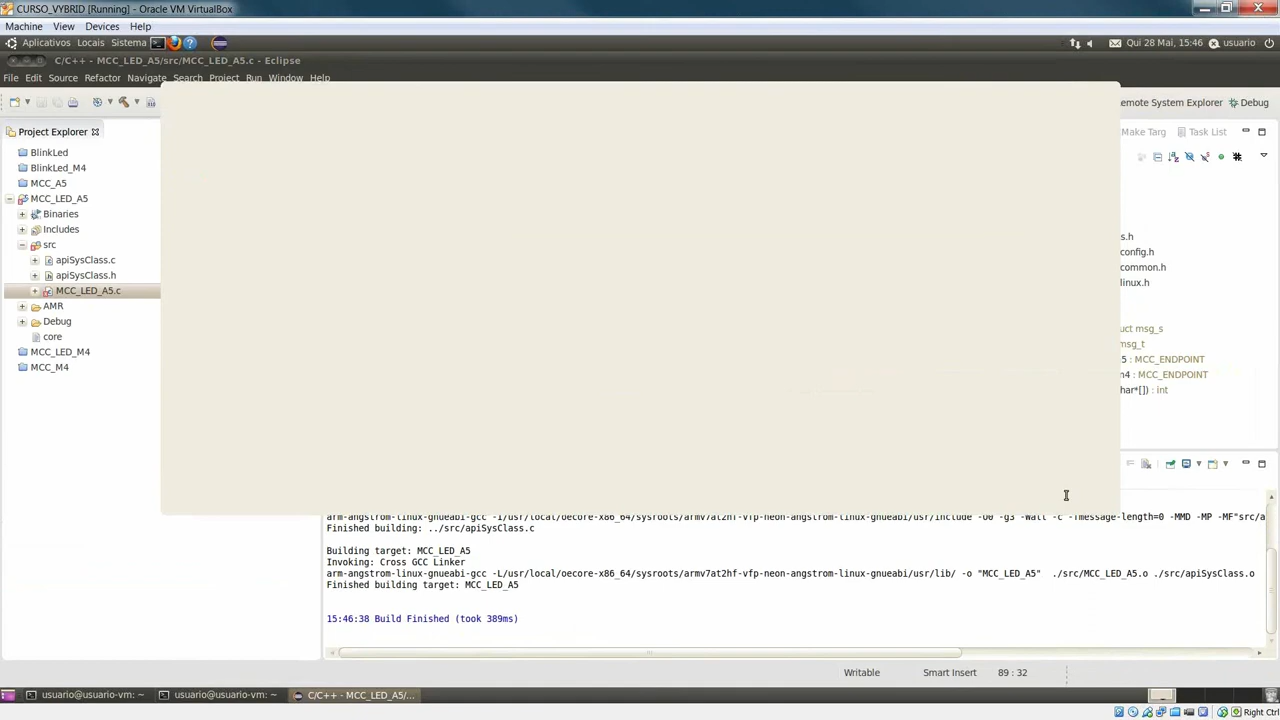 CURSO_VYBRID [Running] - Oracle VM VirtualBox
Machine View Devices Help
Aplicativos Locais Sistema Qui 28 Mai, 15:46 usuario
C/C++ - MCC_LED_A5/src/MCC_LED_A5.c - Eclipse
File Edit Source Refactor Navigate Search Project Run Window Help
emote System Explorer Debug
Project Explorer Make Targ Task List
BlinkLed
BlinkLed_M4
MCC_A5
MCC_LED_A5
Binaries
Includes
src
apiSysClass.c
apiSysClass.h
MCC_LED_A5.c
AMR
Debug
core
MCC_LED_M4
MCC_M4
s.h
config.h
common.h
linux.h
uct msg_s
msg_t
5 : MCC_ENDPOINT
n4 : MCC_ENDPOINT
har*[]) : int
arm-angstrom-linux-gnueabi-gcc -I/usr/local/oecore-x86_64/sysroots/armv7at2hf-vfp-neon-angstrom-linux-gnueabi/usr/include -O0 -g3 -Wall -c -fmessage-length=0 -MMD -MP -MF"src/a
Finished building: ../src/apiSysClass.c
Building target: MCC_LED_A5
Invoking: Cross GCC Linker
arm-angstrom-linux-gnueabi-gcc -L/usr/local/oecore-x86_64/sysroots/armv7at2hf-vfp-neon-angstrom-linux-gnueabi/usr/lib/ -o "MCC_LED_A5" ./src/MCC_LED_A5.o ./src/apiSysClass.o
Finished building target: MCC_LED_A5
15:46:38 Build Finished (took 389ms)
Writable Smart Insert 89 : 32
usuario@usuario-vm: ~ usuario@usuario-vm: ~ C/C++ - MCC_LED_A5/...
Right Ctrl